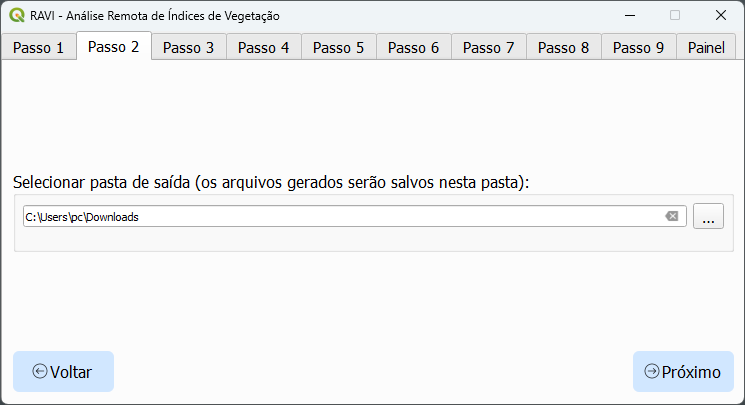 RAVI - Análise Remota de Índices de Vegetação
Passo 1 Passo 2 Passo 3 Passo 4 Passo 5 Passo 6 Passo 7 Passo 8 Passo 9 Painel
Selecionar pasta de saída (os arquivos gerados serão salvos nesta pasta):
C:\Users\pc\Downloads
...
Voltar Próximo